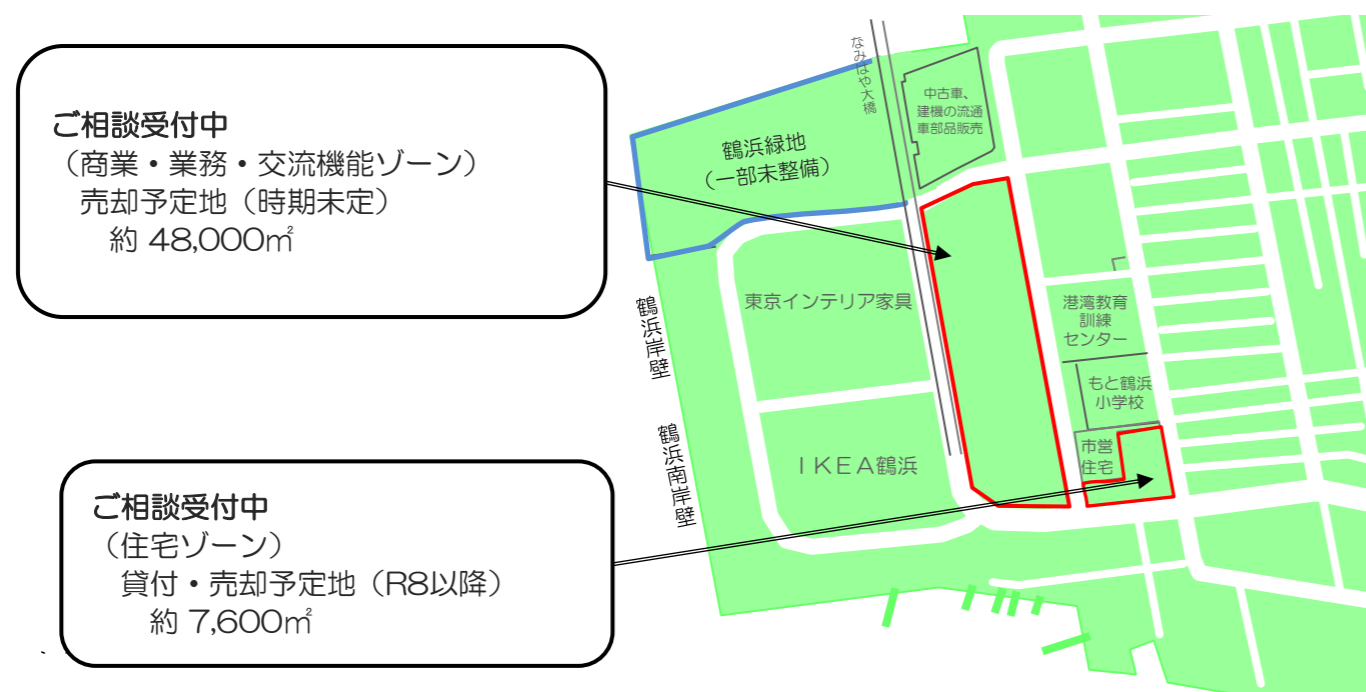 ご相談受付中
（商業・業務・交流機能ゾーン）
売却予定地（時期未定）
約 48,000㎡
ご相談受付中
（住宅ゾーン）
貸付・売却予定地（R8以降）
約 7,600㎡
なみはや大橋
中古車、
建機の流通
車部品販売
鶴浜緑地
（一部未整備）
東京インテリア家具
鶴浜岸壁
港湾教育
訓練
センター
もと鶴浜
小学校
市営
住宅
ＩＫＥＡ鶴浜
鶴浜南岸壁